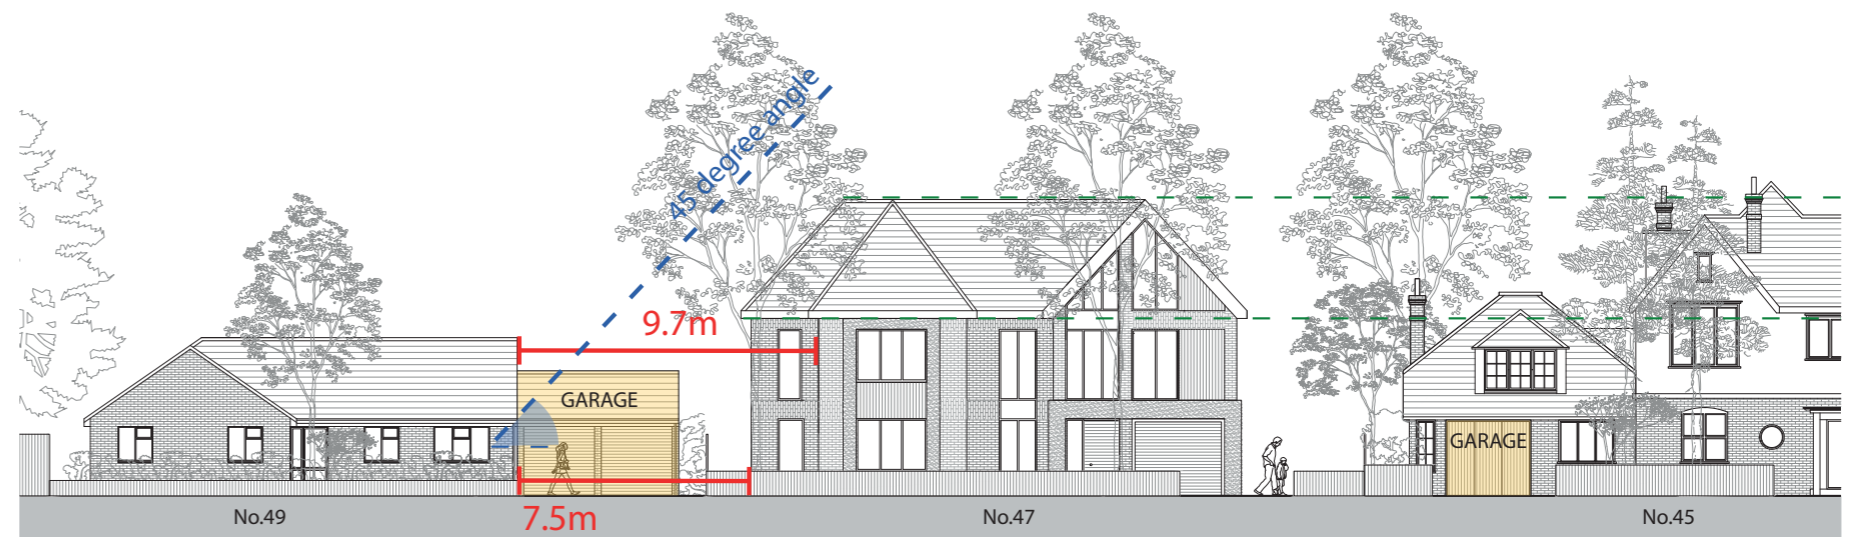 45 degree angle
9.7m
GARAGE
GARAGE
7.5m
No.49
No.47
No.45